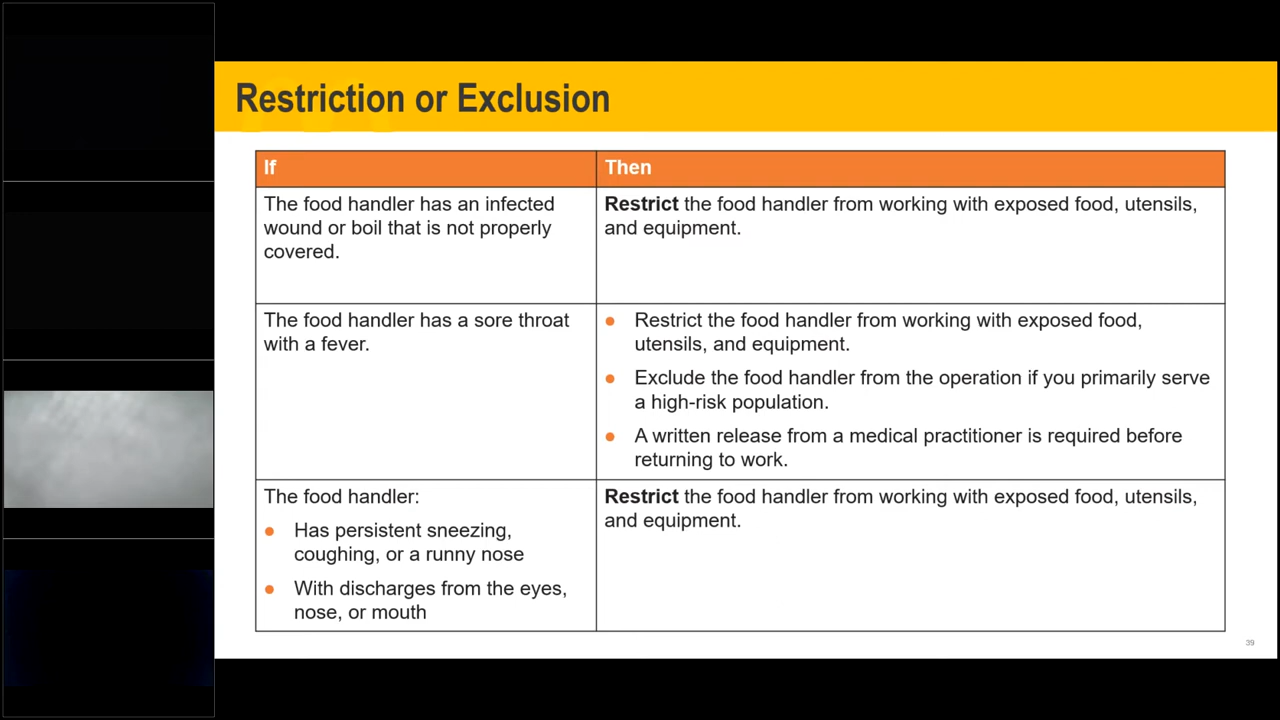 Restriction or Exclusion
If
Then
The food handler has an infected
wound or boil that is not properly
covered.
Restrict the food handler from working with exposed food, utensils,
and equipment.
The food handler has a sore throat
with a fever.
Restrict the food handler from working with exposed food,
utensils, and equipment.
Exclude the food handler from the operation if you primarily serve
a high-risk population.
A written release from a medical practitioner is required before
returning to work.
The food handler:
Has persistent sneezing,
coughing, or a runny nose
With discharges from the eyes,
nose, or mouth
Restrict the food handler from working with exposed food, utensils,
and equipment.
39